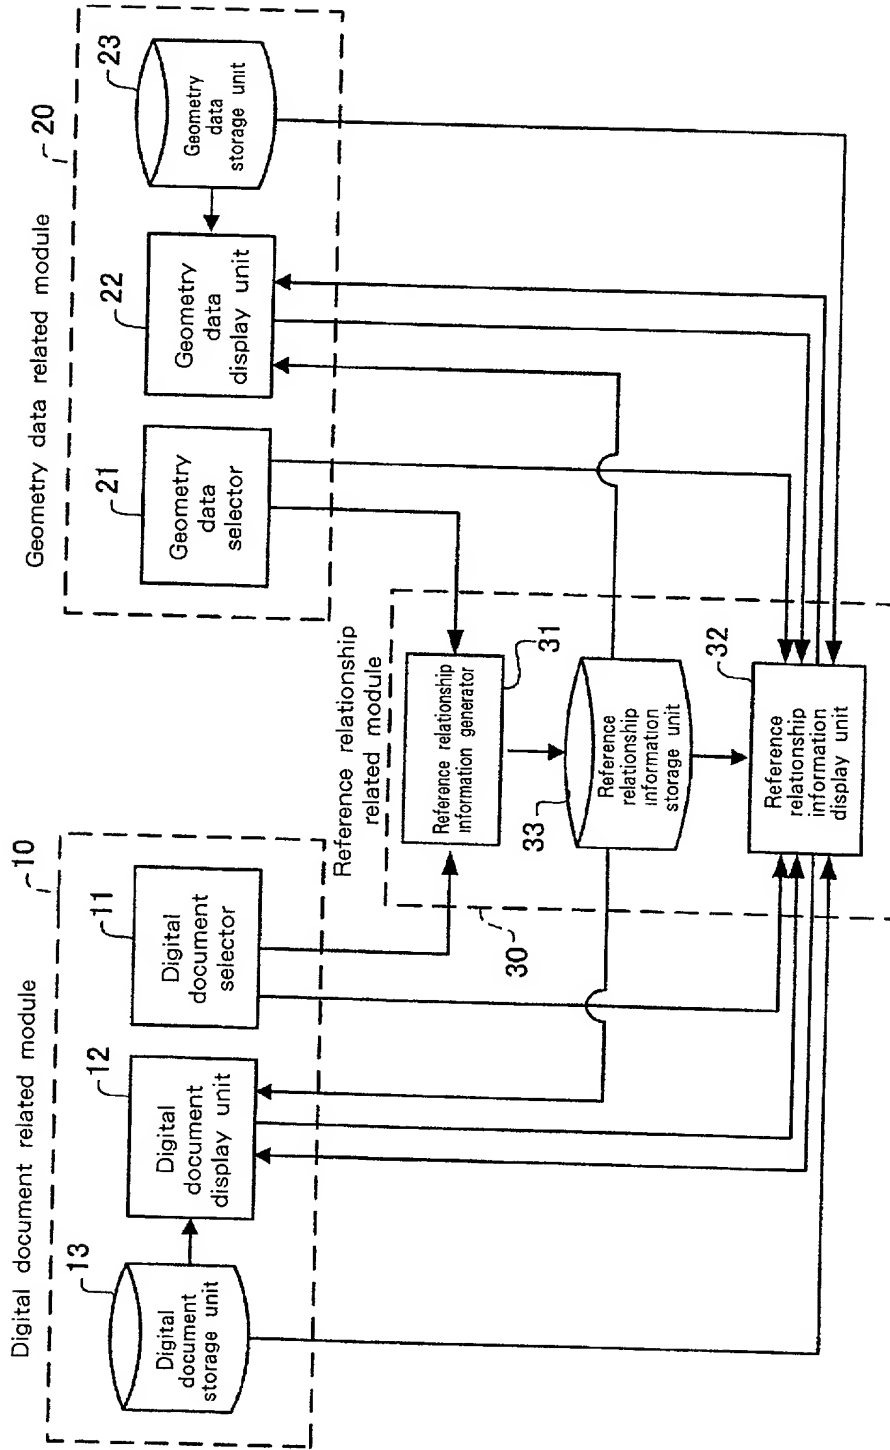 Digital document related module
10
13
Digital document
storage unit
12
Digital
document
display unit
11
Digital
document
selector
Geometry data related module
20
21
Geometry
data
selector
22
Geometry
data
display unit
23
Geometry
data
storage unit
Reference relationship
related module
30
Reference relationship
information generator
31
33
Reference
relationship
information
storage unit
32
Reference
relationship
information
display unit